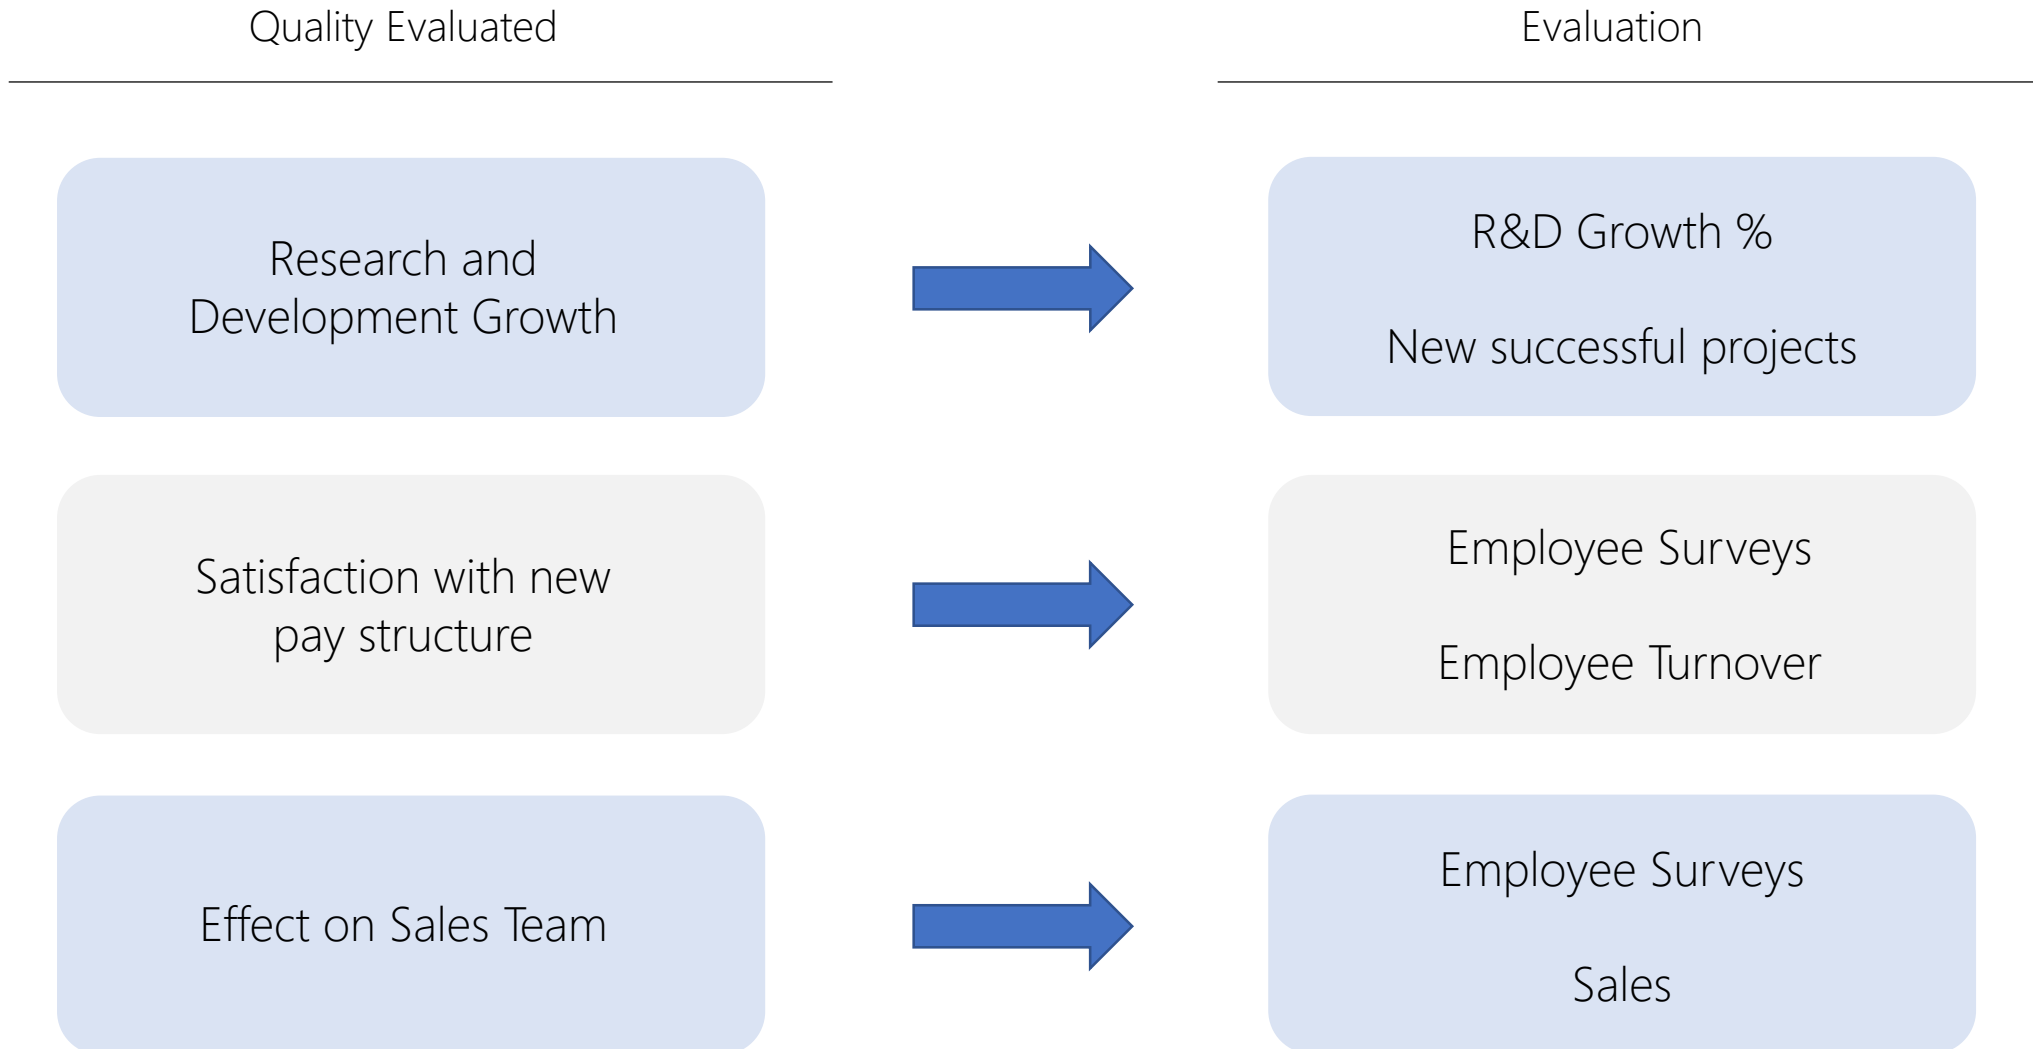 Quality Evaluated
Evaluation
Research and
Development Growth
R&D Growth %
New successful projects
Satisfaction with new
pay structure
Employee Surveys
Employee Turnover
Effect on Sales Team
Employee Surveys
Sales